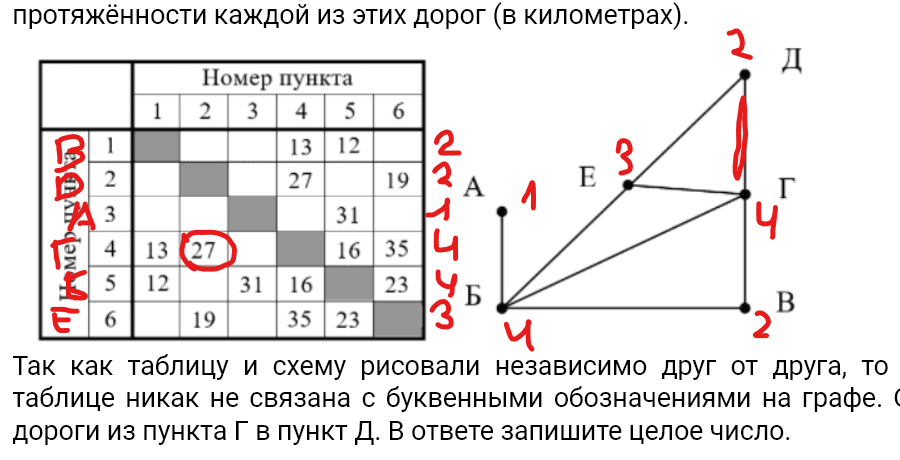 протяжённости каждой из этих дорог (в километрах).
Номер пункта
1 2 3 4 5 6
Номер пункта
В 1 13 12 2
D 2 27 19 2
А 3 31 1
Г 4 13 27 16 35 4
Б 5 12 31 16 23 4
Е 6 19 35 23 3
2 Д
Е 3
А 1
Г 4
Б 4
В 2
Так как таблицу и схему рисовали независимо друг от друга, то
таблице никак не связана с буквенными обозначениями на графе.
дороги из пункта Г в пункт Д. В ответе запишите целое число.